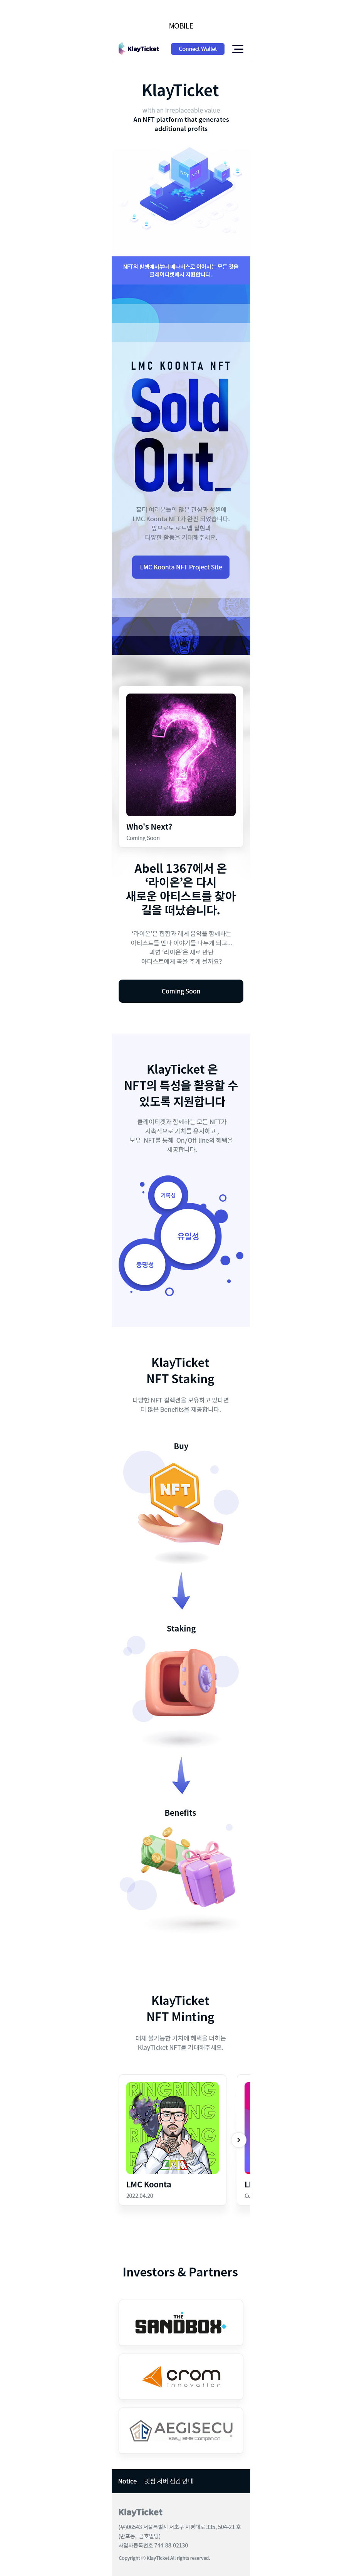 MOBILE
KlayTicket
Connect Wallet
KlayTicket
with an irreplaceable value
An NFT platform that generates
additional profits
NFT
NFT의 발행에서부터 메타버스로 이어지는 모든 것을
클레이티켓에서 지원합니다.
LMC KOONTA NFT
Sold
Out_
홀더 여러분들의 많은 관심과 성원에
LMC Koonta NFT가 완판 되었습니다.
앞으로도 로드맵 실현과
다양한 활동을 기대해주세요.
LMC Koonta NFT Project Site
Who's Next?
Coming Soon
Abell 1367에서 온
‘라이온’은 다시
새로운 아티스트를 찾아
길을 떠났습니다.
‘라이온’은 힙합과 레게 음악을 함께하는
아티스트를 만나 이야기를 나누게 되고...
과연 ‘라이온’은 새로 만난
아티스트에게 곡을 주게 될까요?
Coming Soon
KlayTicket 은
NFT의 특성을 활용할 수
있도록 지원합니다
클레이티켓과 함께하는 모든 NFT가
지속적으로 가치를 유지하고 ,
보유 NFT를 통해 On/Off-line의 혜택을
제공합니다.
기록성
유일성
증명성
KlayTicket
NFT Staking
다양한 NFT 컬렉션을 보유하고 있다면
더 많은 Benefits를 제공합니다.
Buy
NFT
Staking
Benefits
KlayTicket
NFT Minting
대체 불가능한 가치에 혜택을 더하는
KlayTicket NFT를 기대해주세요.
RINGRING
LMC Koonta
2022.04.20
Investors & Partners
THE
SANDBOX
crom
innovation
AEGISECU
Easy ISMS Companion
Notice 밋범 서버 점검 안내
KlayTicket
(우)06543 서울특별시 서초구 사평대로 335, 504-21 호
(반포동, 금호빌딩)
사업자등록번호 744-88-02130
Copyright ⓒ KlayTicket All rights reserved.